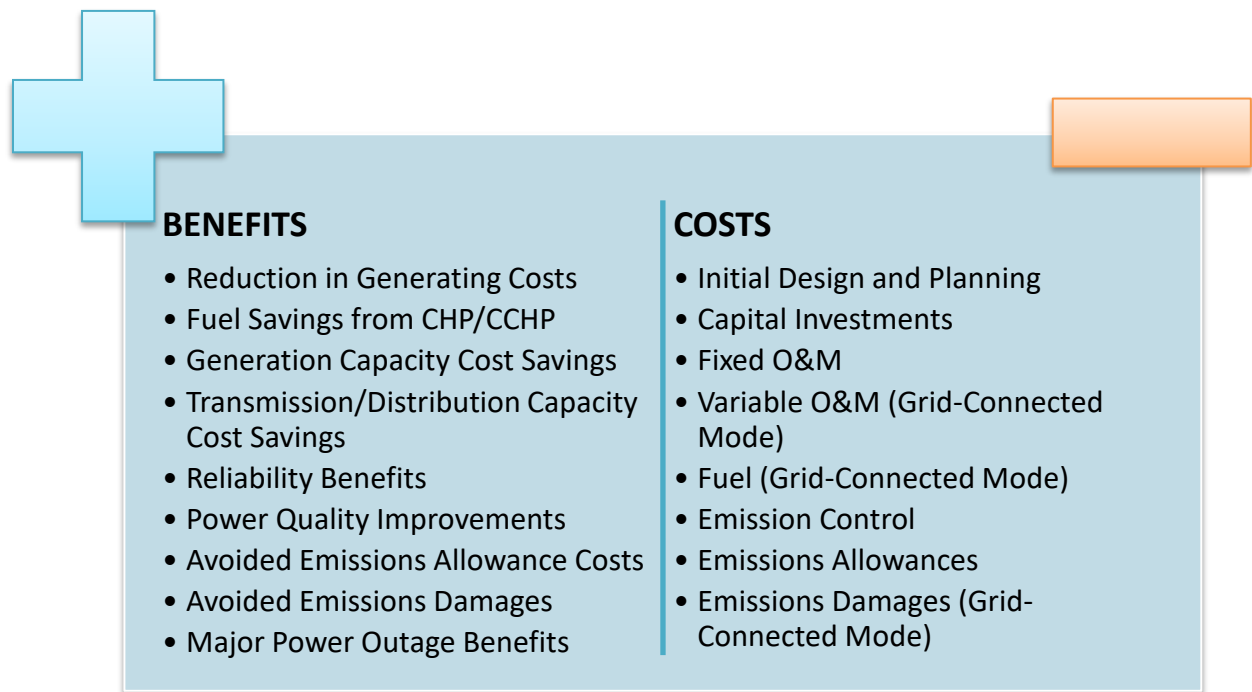 BENEFITS
• Reduction in Generating Costs
• Fuel Savings from CHP/CCHP
• Generation Capacity Cost Savings
• Transmission/Distribution Capacity
Cost Savings
• Reliability Benefits
• Power Quality Improvements
• Avoided Emissions Allowance Costs
• Avoided Emissions Damages
• Major Power Outage Benefits
COSTS
• Initial Design and Planning
• Capital Investments
• Fixed O&M
• Variable O&M (Grid-Connected
Mode)
• Fuel (Grid-Connected Mode)
• Emission Control
• Emissions Allowances
• Emissions Damages (Grid-
Connected Mode)